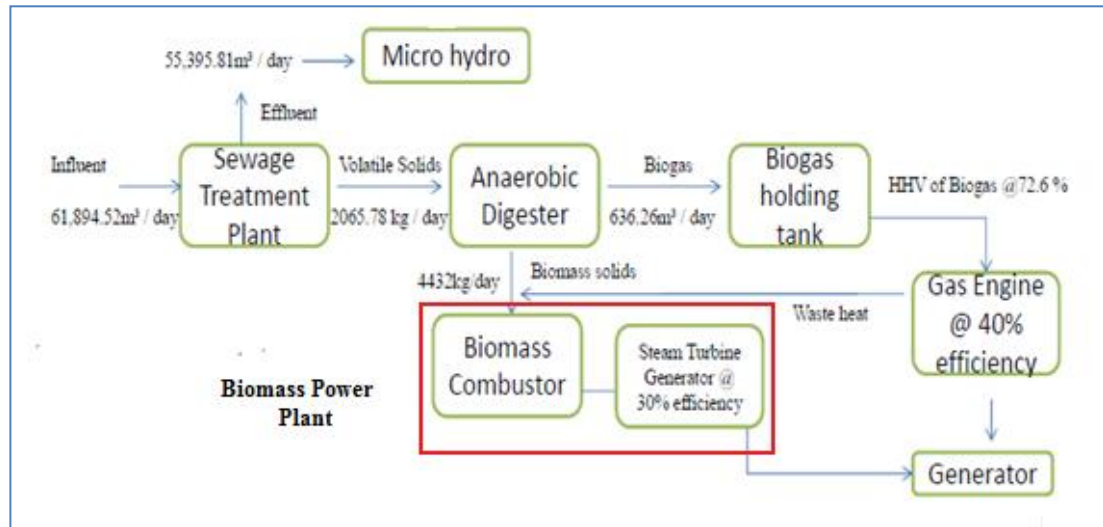 55,395.81m³ / day
Micro hydro
Effluent
Influent
61,894.52m³ / day
Sewage
Treatment
Plant
Volatile Solids
2065.78 kg / day
Anaerobic
Digester
Biogas
636.26m³ / day
Biogas
holding
tank
HHV of Biogas @72.6 %
4432kg/day
Biomass solids
Waste heat
Gas Engine
@ 40%
efficiency
Biomass Power
Plant
Biomass
Combustor
Steam Turbine
Generator @
30% efficiency
Generator